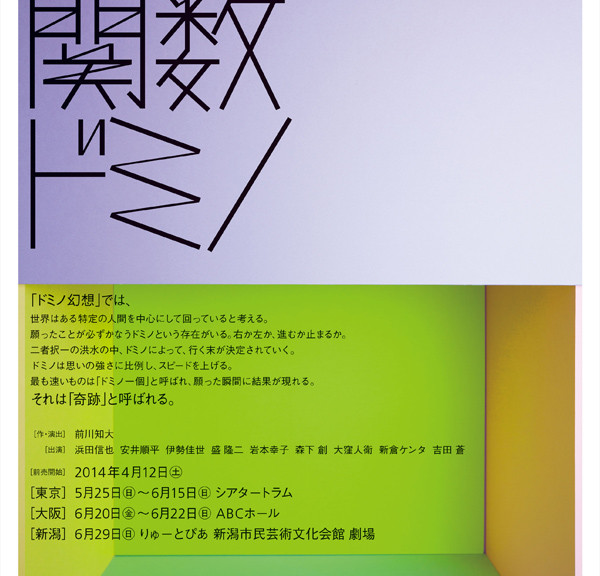 関数
ドミノ
「ドミノ幻想」では、
世界はある特定の人間を中心にして回っていると考える。
願ったことが必ずかなうドミノという存在がいる。右か左か、進むか止まるか。
二者択一の洪水の中、ドミノによって、行く末が決定されていく。
ドミノは思いの強さに比例し、スピードを上げる。
最も速いものは「ドミノ一個」と呼ばれ、願った瞬間に結果が現れる。
それは「奇跡」と呼ばれる。
[作・演出] 前川知大
[出演] 浜田信也 安井順平 伊勢佳世 盛 隆二 岩本幸子 森下 創 大窪人衛 新倉ケンタ 吉田 蒼
[前売開始] 2014年4月12日㊏
[東京] 5月25日㊐〜6月15日㊐ シアタートラム
[大阪] 6月20日㊎〜6月22日㊐ ABCホール
[新潟] 6月29日㊐ りゅーとぴあ 新潟市民芸術文化会館 劇場